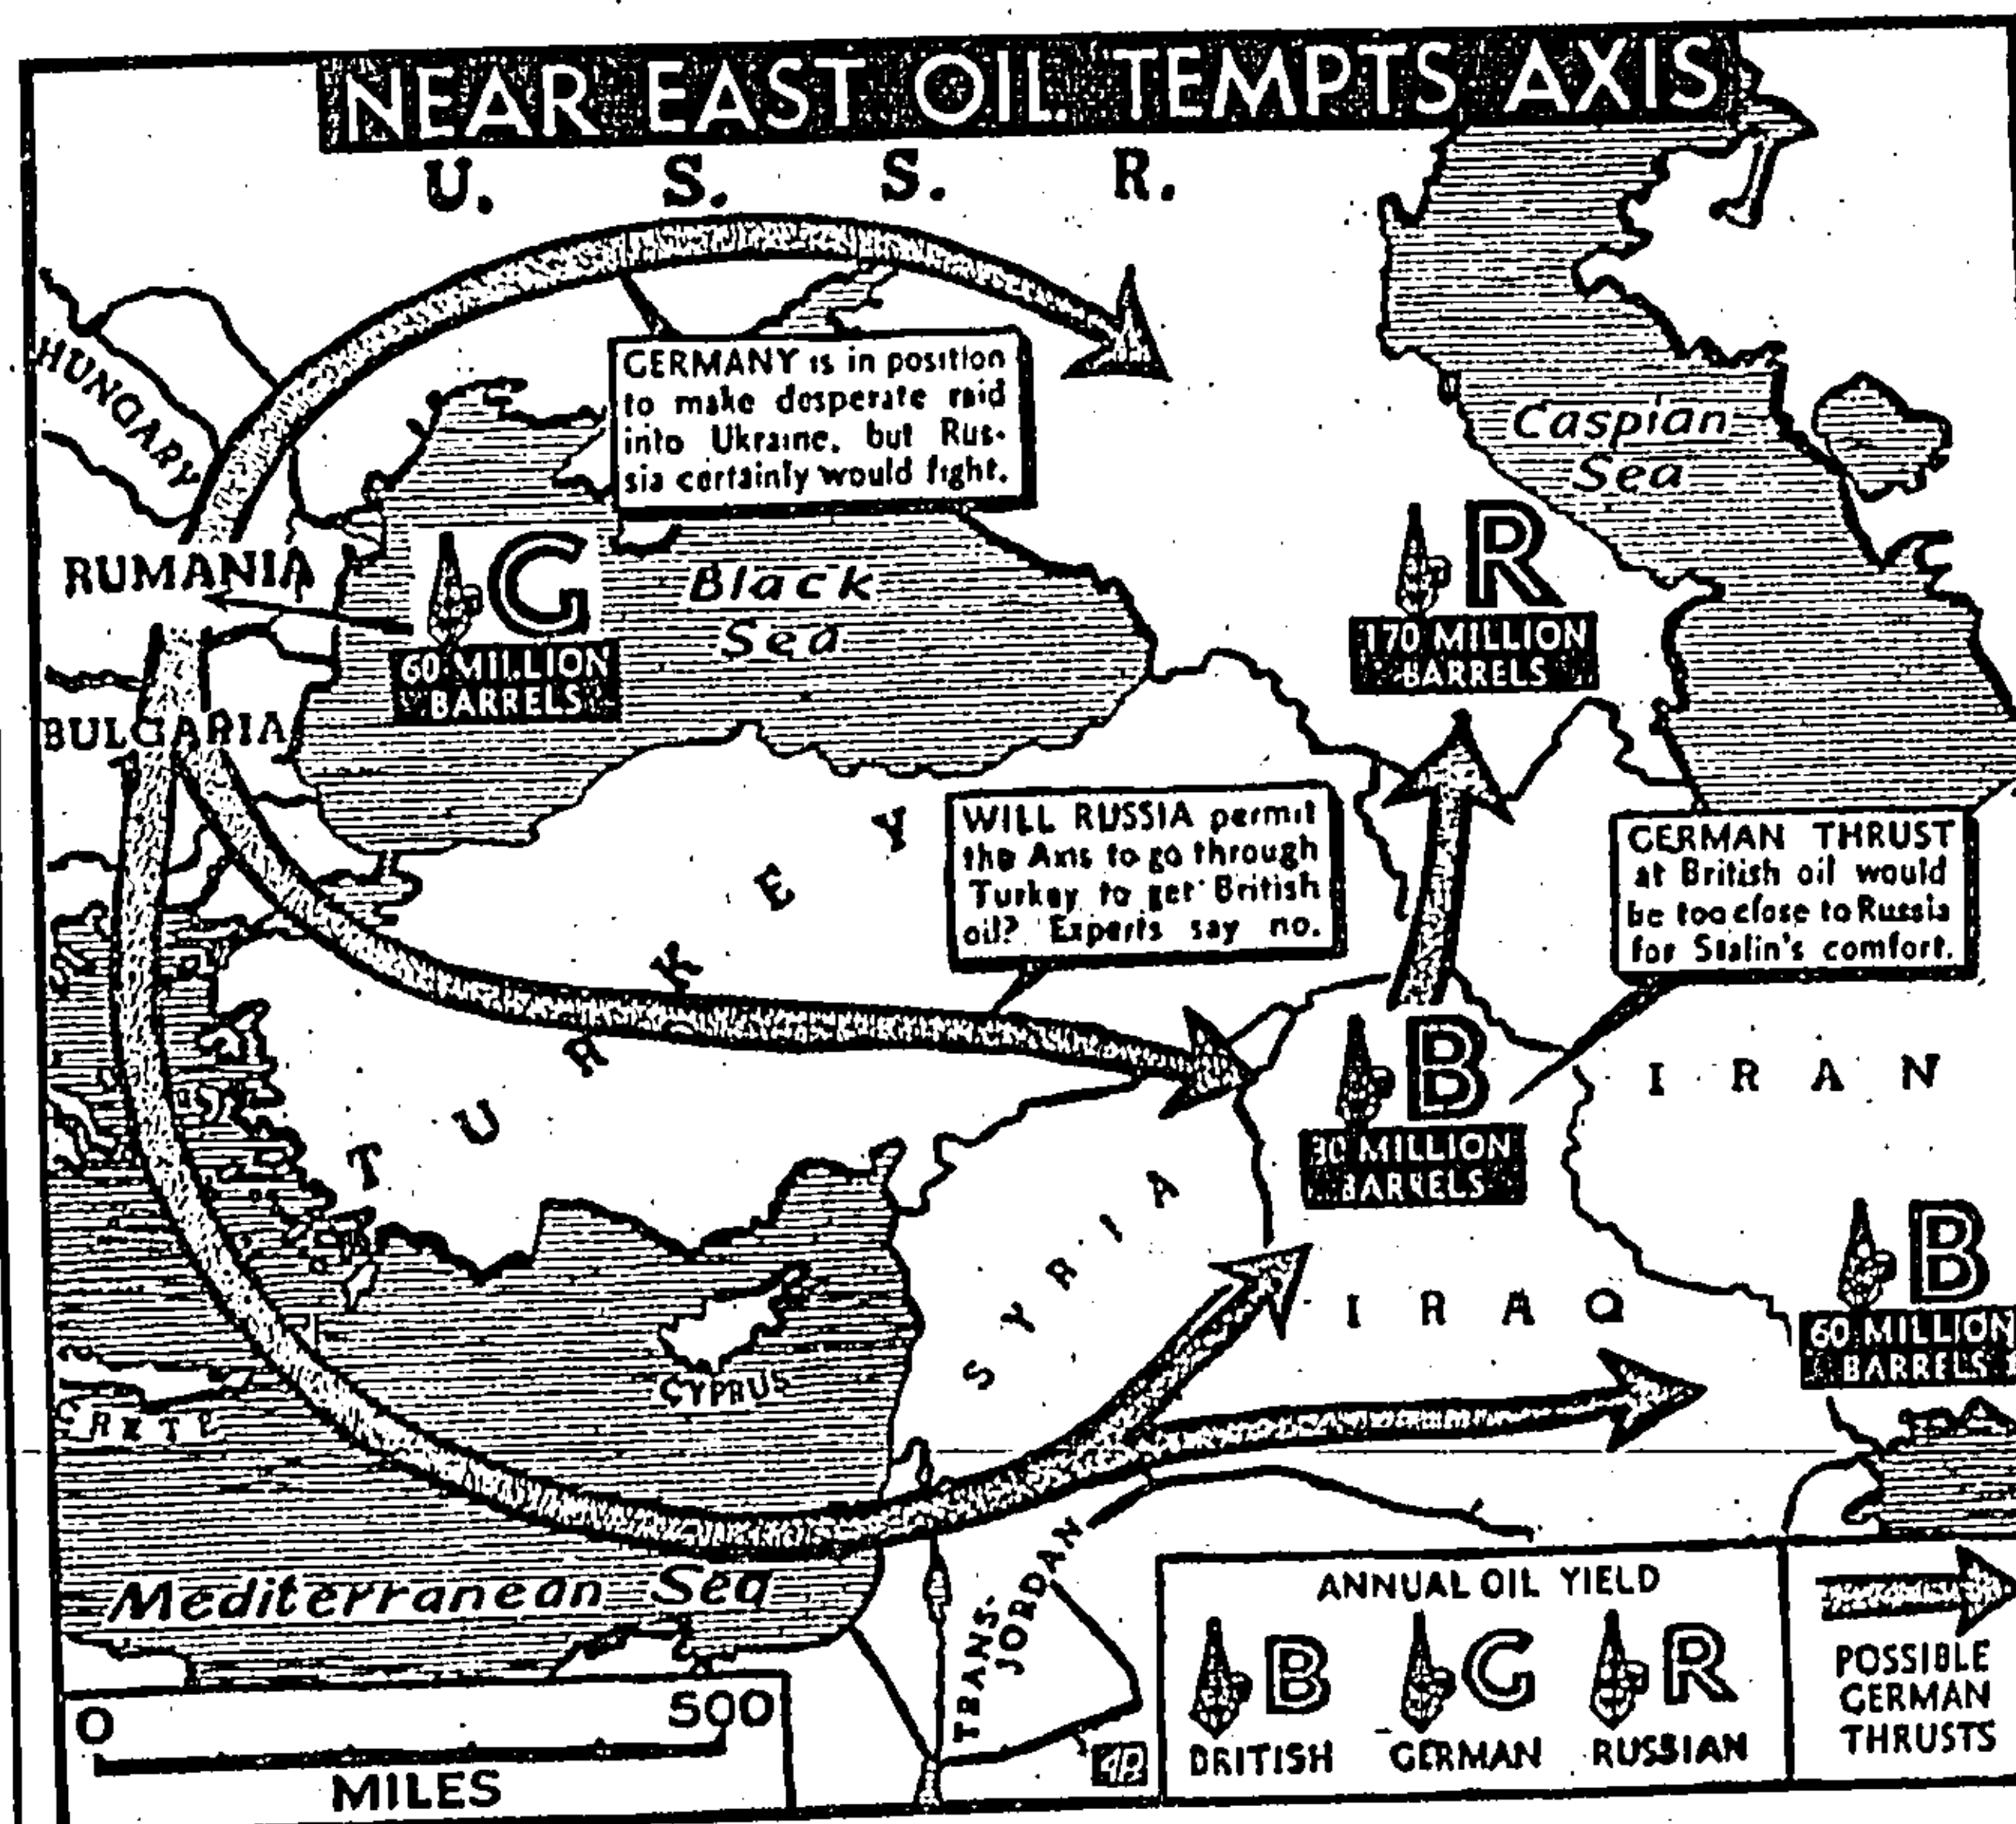 NEAR EAST OIL TEMPTS AXIS
U. S. S. R.
HUNGARY
GERMANY is in position
to make desperate raid
into Ukraine, but Rus-
sia certainly would fight.
Caspian
Sea
RUMANIA
G
60 MILLION
BARRELS
Black
Sea
R
170 MILLION
BARRELS
BULGARIA
TURKEY
WILL RUSSIA permit
the Axis to go through
Turkey to get British
oil? Experts say no.
GERMAN THRUST
at British oil would
be too close to Russia
for Stalin's comfort.
B
30 MILLION
BARRELS
IRAN
SYRIA
IRAQ
B
60 MILLION
BARRELS
CYPRUS
CRETE
Mediterranean Sea
TRANS-
JORDAN
0 500
MILES
ANNUAL OIL YIELD
B G R
BRITISH GERMAN RUSSIAN
POSSIBLE
GERMAN
THRUSTS